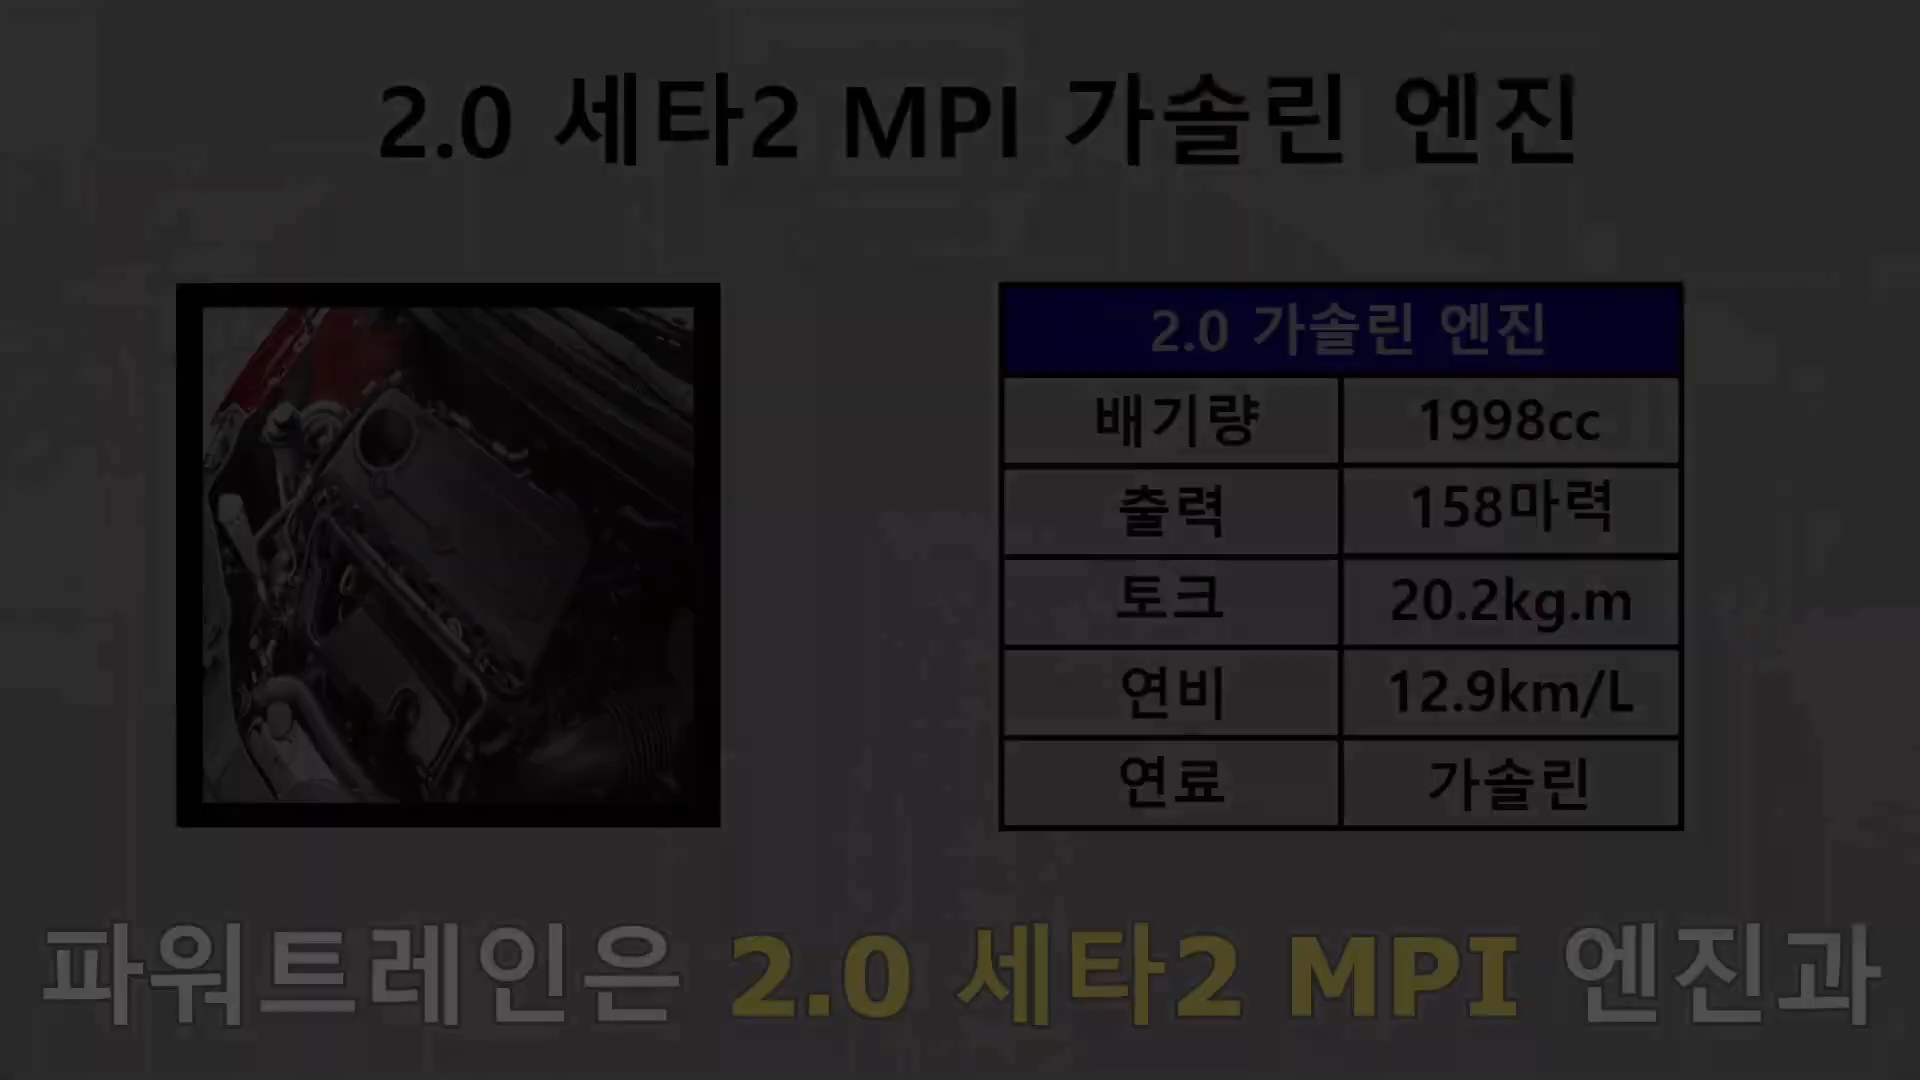 2.0 세타2 MPI 가솔린 엔진
2.0 가솔린 엔진
배기량 1998cc
출력 158마력
토크 20.2kg.m
연비 12.9km/L
연료 가솔린
파워트레인은 2.0 세타2 MPI 엔진과